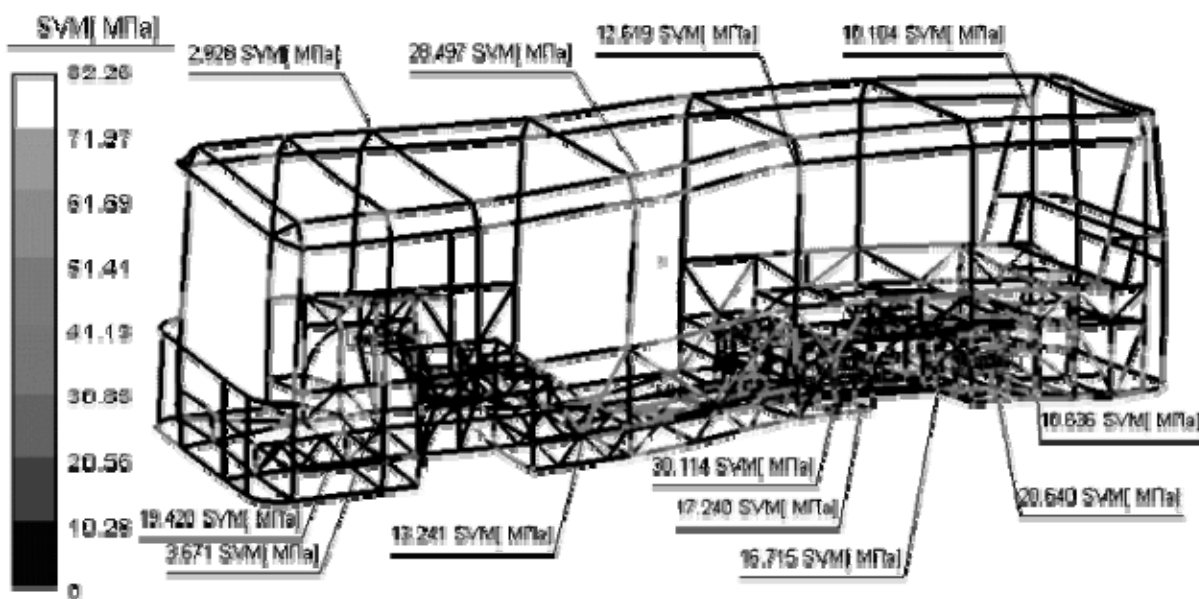 SVM[ МПа]
2.928 SVM[ МПа]
28.497 SVM[ МПа]
12.619 SVM[ МПа]
10.104 SVM[ МПа]
82.26
71.97
61.69
51.41
41.13
30.85
20.56
10.28
0
19.420 SVM[ МПа]
3.671 SVM[ МПа]
13.241 SVM[ МПа]
30.114 SVM[ МПа]
17.240 SVM[ МПа]
16.715 SVM[ МПа]
20.640 SVM[ МПа]
10.636 SVM[ МПа]